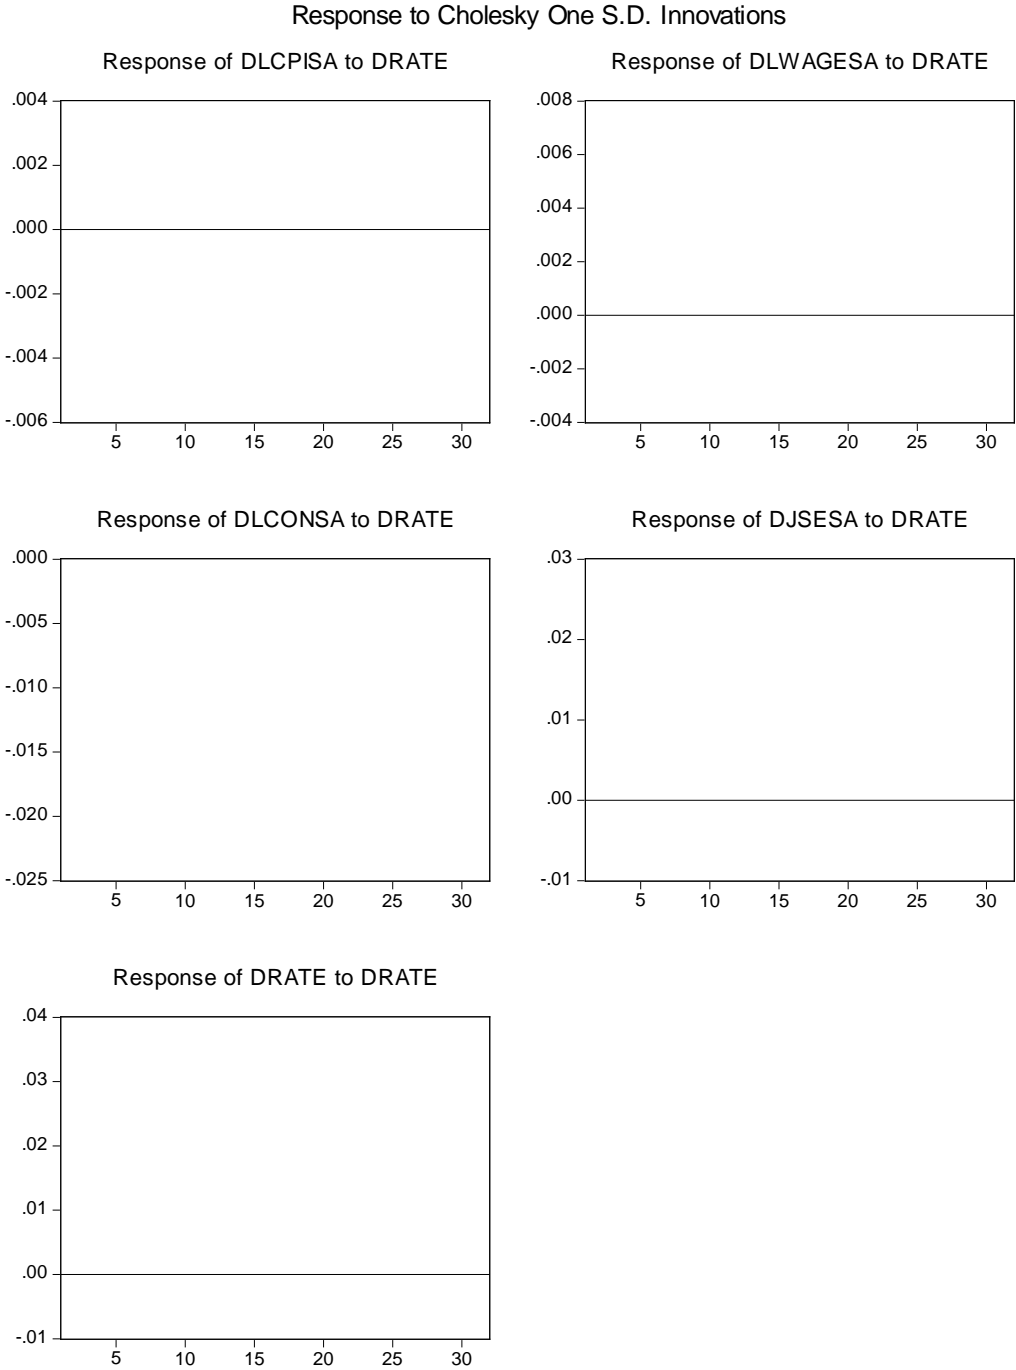 Response to Cholesky One S.D. Innovations
Response of DLCPISA to DRATE
.004
.002
.000
-.002
-.004
-.006
5 10 15 20 25 30
Response of DLWAGESA to DRATE
.008
.006
.004
.002
.000
-.002
-.004
5 10 15 20 25 30
Response of DLCONSA to DRATE
.000
-.005
-.010
-.015
-.020
-.025
5 10 15 20 25 30
Response of DJSESA to DRATE
.03
.02
.01
.00
-.01
5 10 15 20 25 30
Response of DRATE to DRATE
.04
.03
.02
.01
.00
-.01
5 10 15 20 25 30